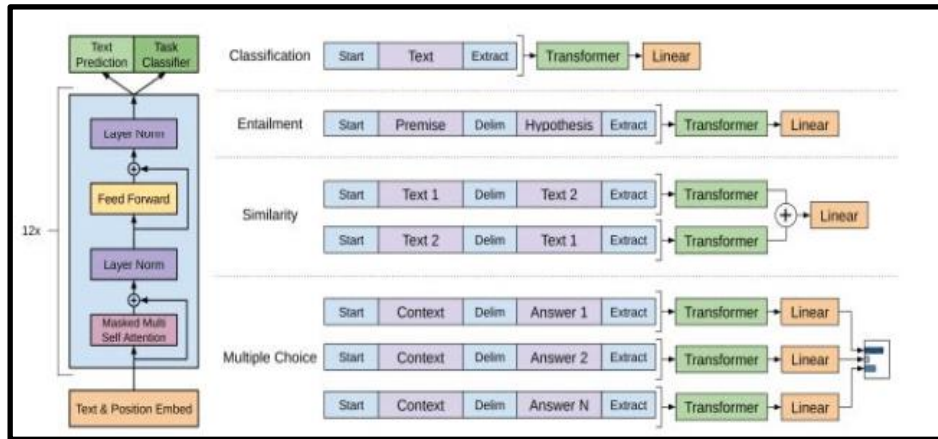 Text Prediction
Task Classifier
12x
Layer Norm
Feed Forward
Layer Norm
Masked Multi Self Attention
Text & Position Embed
Classification
Start Text Extract Transformer Linear
Entailment
Start Premise Delim Hypothesis Extract Transformer Linear
Similarity
Start Text 1 Delim Text 2 Extract Transformer
Linear
Start Text 2 Delim Text 1 Extract Transformer
Multiple Choice
Start Context Delim Answer 1 Extract Transformer Linear
Start Context Delim Answer 2 Extract Transformer Linear
Start Context Delim Answer N Extract Transformer Linear